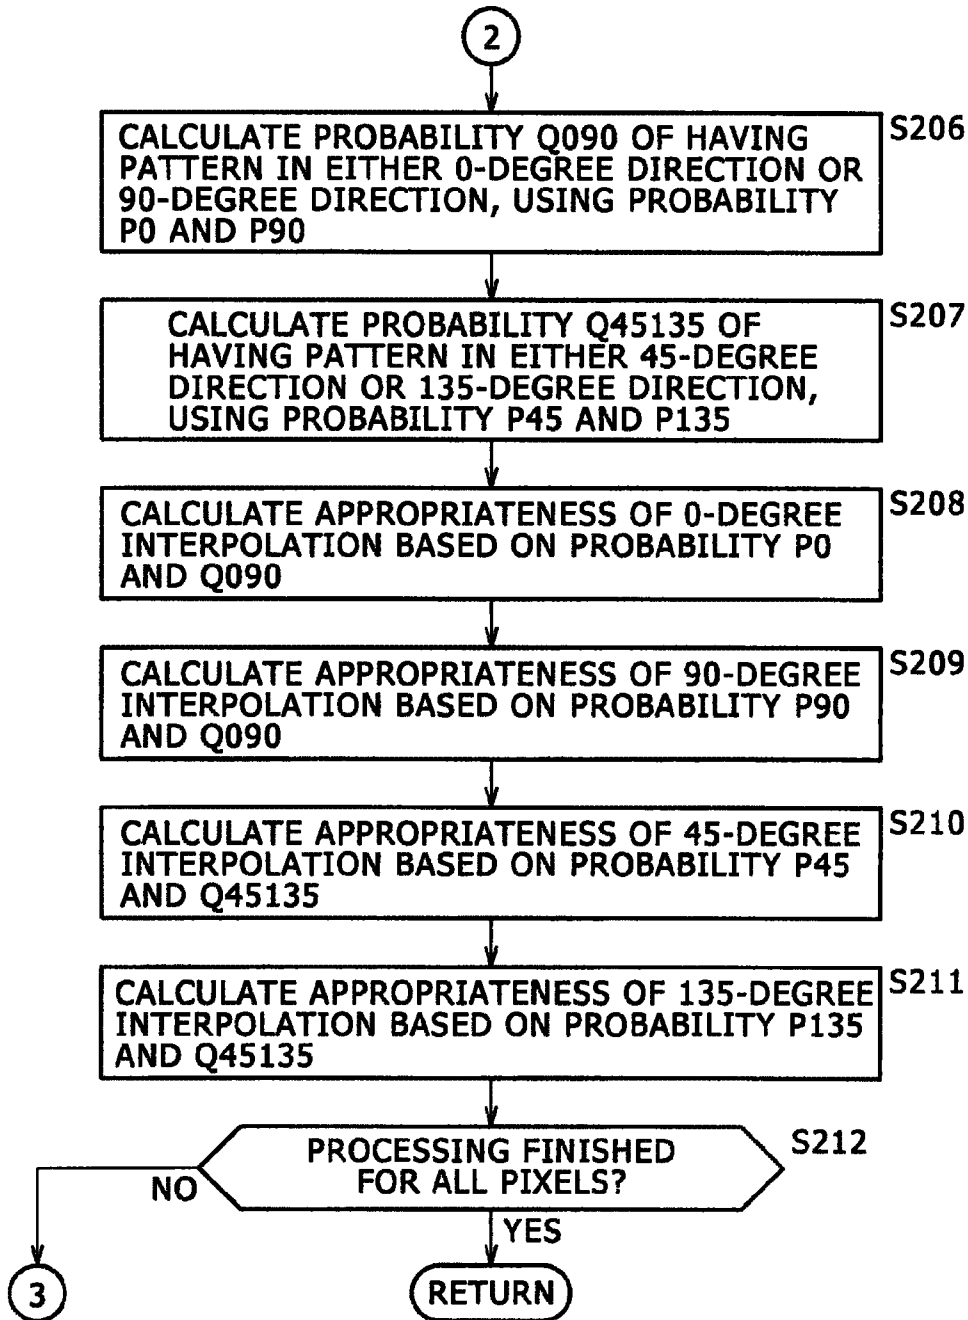 2
CALCULATE PROBABILITY Q090 OF HAVING
PATTERN IN EITHER 0-DEGREE DIRECTION OR
90-DEGREE DIRECTION, USING PROBABILITY
P0 AND P90
S206
CALCULATE PROBABILITY Q45135 OF
HAVING PATTERN IN EITHER 45-DEGREE
DIRECTION OR 135-DEGREE DIRECTION,
USING PROBABILITY P45 AND P135
S207
CALCULATE APPROPRIATENESS OF 0-DEGREE
INTERPOLATION BASED ON PROBABILITY P0
AND Q090
S208
CALCULATE APPROPRIATENESS OF 90-DEGREE
INTERPOLATION BASED ON PROBABILITY P90
AND Q090
S209
CALCULATE APPROPRIATENESS OF 45-DEGREE
INTERPOLATION BASED ON PROBABILITY P45
AND Q45135
S210
CALCULATE APPROPRIATENESS OF 135-DEGREE
INTERPOLATION BASED ON PROBABILITY P135
AND Q45135
S211
PROCESSING FINISHED
FOR ALL PIXELS?
S212
NO
YES
3
RETURN